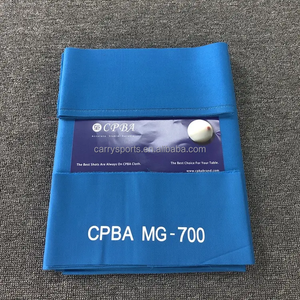 CPBA
carrysports.en.alibaba.com
The Best Shots Are Always On CPBA Cloth.
The Best Choice For Your Table.
CPBA MG-700